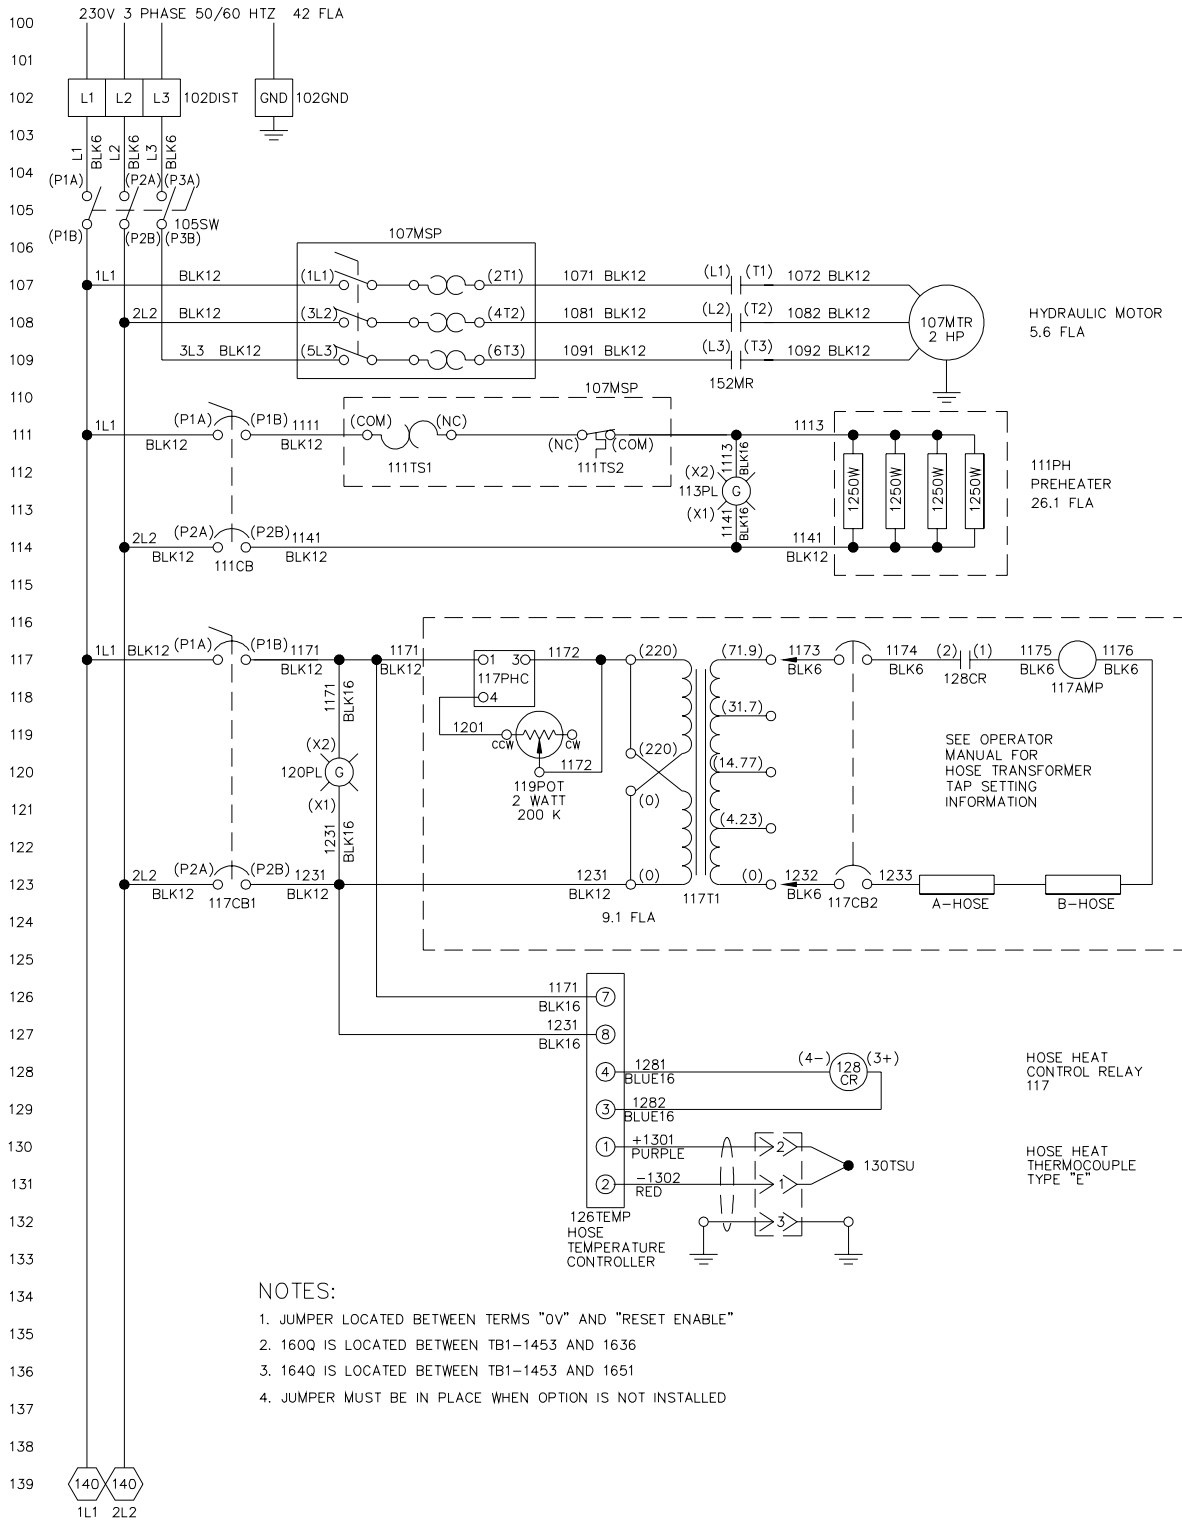 100
230V 3 PHASE 50/60 HTZ 42 FLA
101
102
L1 L2 L3 102DIST GND 102GND
103
L1 BLK6 L2 BLK6 L3 BLK6
104
(P1A) (P2A) (P3A)
105
105SW
(P1B) (P2B) (P3B)
106
107MSP
107
1L1 BLK12 (1L1) (2T1) 1071 BLK12 (L1) (T1) 1072 BLK12
108
2L2 BLK12 (3L2) (4T2) 1081 BLK12 (L2) (T2) 1082 BLK12
107MTR
2 HP
HYDRAULIC MOTOR
5.6 FLA
109
3L3 BLK12 (5L3) (6T3) 1091 BLK12 (L3) (T3) 1092 BLK12
152MR
110
107MSP
111
1L1 BLK12 (P1A) (P1B) 1111 BLK12 (COM) (NC) (NC) (COM) 1113
111TS1 111TS2
1113 BLK16
112
(X2)
113PL G
(X1)
1250W 1250W 1250W 1250W
111PH
PREHEATER
26.1 FLA
113
1141 BLK16
114
2L2 BLK12 (P2A) (P2B) 1141 BLK12 1141 BLK12
111CB
115
116
117
1L1 BLK12 (P1A) (P1B) 1171 BLK12 1171 BLK12 1 3 1172 (220) (71.9) 1173 BLK6 1174 BLK6 (2) (1) 1175 BLK6 1176 BLK6
117PHC
128CR
117AMP
118
1171 BLK16
4
(31.7)
119
1201
CCW CW
(X2)
(220)
120
120PL G
1172
(14.77)
119POT
2 WATT
200 K
(0)
SEE OPERATOR
MANUAL FOR
HOSE TRANSFORMER
TAP SETTING
INFORMATION
121
(X1)
(4.23)
122
1231 BLK16
123
2L2 BLK12 (P2A) (P2B) 1231 BLK12 1231 BLK12 (0) (0) 1232 BLK6 1233
117CB1 117T1 117CB2 A-HOSE B-HOSE
124
9.1 FLA
125
126
1171 BLK16 7
127
1231 BLK16 8
128
4 1281 BLUE16 (4-) 128 CR (3+)
HOSE HEAT
CONTROL RELAY
117
129
3 1282 BLUE16
130
1 +1301 PURPLE 2
130TSU
HOSE HEAT
THERMOCOUPLE
TYPE "E"
131
2 -1302 RED 1
132
3
126TEMP
HOSE
TEMPERATURE
CONTROLLER
133
134
NOTES:
1. JUMPER LOCATED BETWEEN TERMS "0V" AND "RESET ENABLE"
135
2. 160Q IS LOCATED BETWEEN TB1-1453 AND 1636
136
3. 164Q IS LOCATED BETWEEN TB1-1453 AND 1651
4. JUMPER MUST BE IN PLACE WHEN OPTION IS NOT INSTALLED
137
138
139
140 140
1L1 2L2